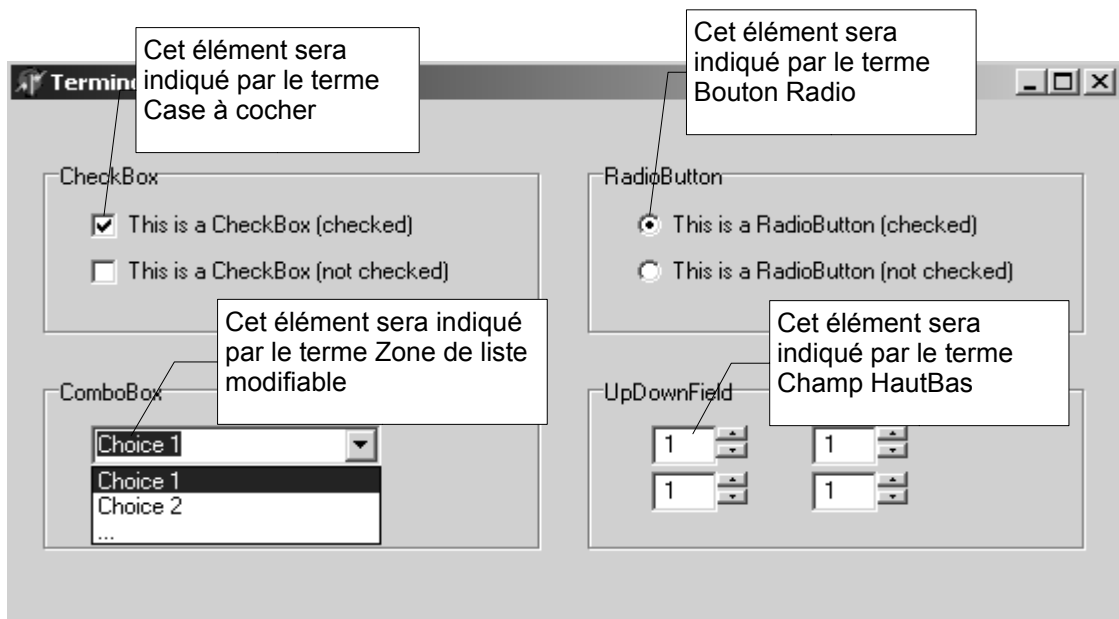 Cet élément sera
indiqué par le terme
Case à cocher
Cet élément sera
indiqué par le terme
Bouton Radio
CheckBox
This is a CheckBox (checked)
This is a CheckBox (not checked)
RadioButton
This is a RadioButton (checked)
This is a RadioButton (not checked)
Cet élément sera indiqué
par le terme Zone de liste
modifiable
Cet élément sera
indiqué par le terme
Champ HautBas
ComboBox
Choice 1
Choice 1
Choice 2
...
UpDownField
1 1
1 1